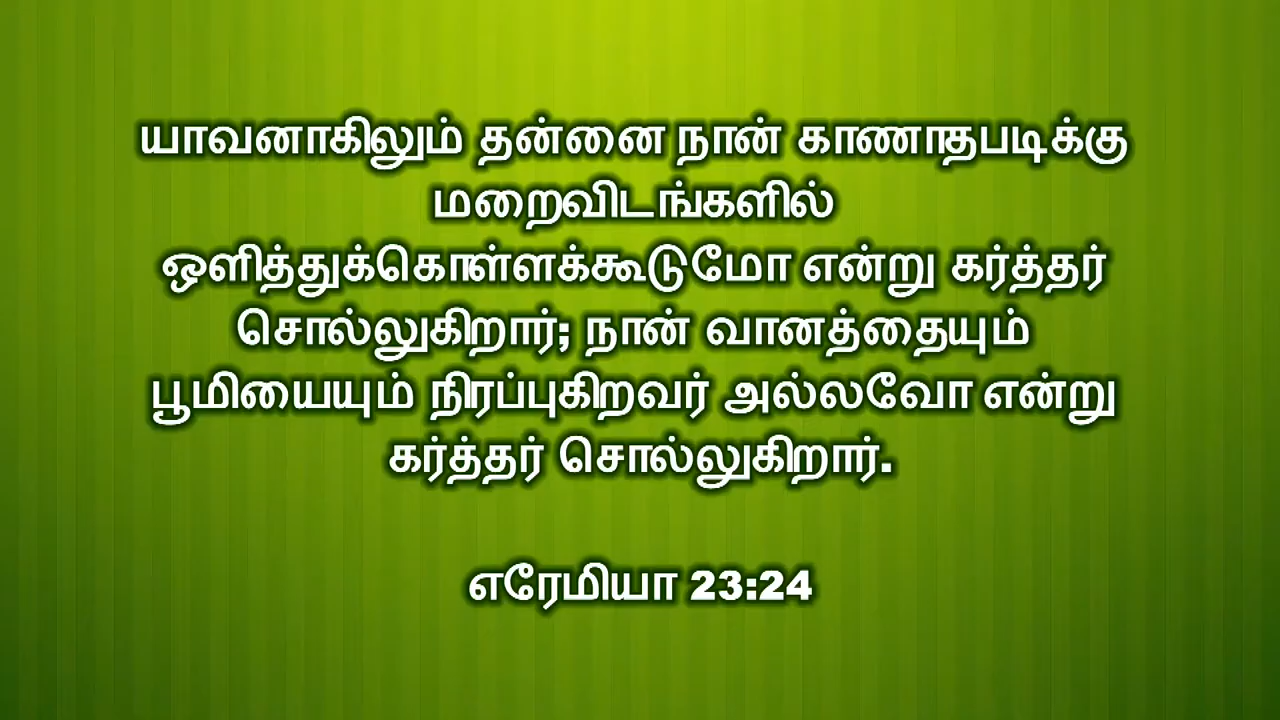 யாவனாகிலும் தன்னை நான் காணாதபடிக்கு
மறைவிடங்களில்
ஒளித்துக்கொள்ளக்கூடுமோ என்று கர்த்தர்
சொல்லுகிறார்; நான் வானத்தையும்
பூமியையும் நிரப்புகிறவர் அல்லவோ என்று
கர்த்தர் சொல்லுகிறார்.
எரேமியா 23:24